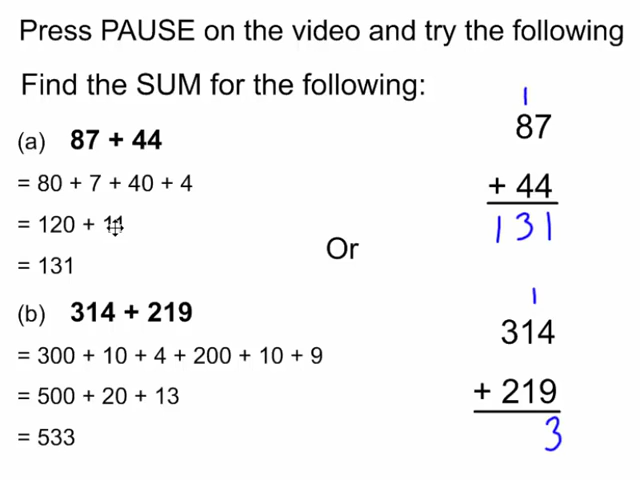 Press PAUSE on the video and try the following
Find the SUM for the following:
(a) 87 + 44
= 80 + 7 + 40 + 4
= 120 + 11
= 131
Or
1
87
+ 44
131
(b) 314 + 219
= 300 + 10 + 4 + 200 + 10 + 9
= 500 + 20 + 13
= 533
1
314
+ 219
3